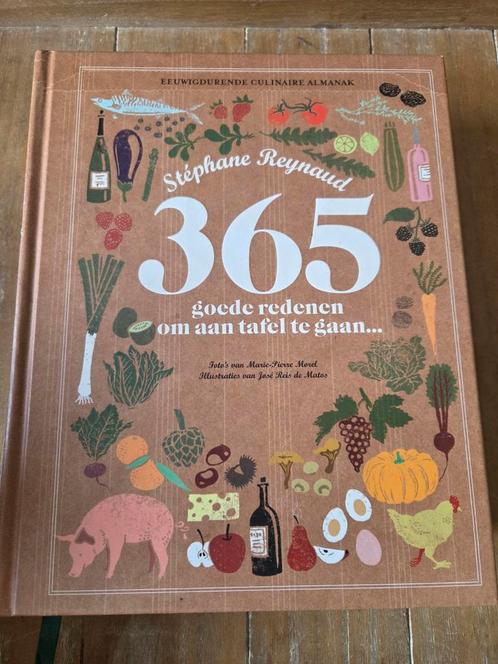 EEUWIGDURENDE CULINAIRE ALMANAK
Stéphane Reynaud
365
goede redenen
om aan tafel te gaan...
Foto's van Marie-Pierre Morel
Illustraties van José Reis de Matos